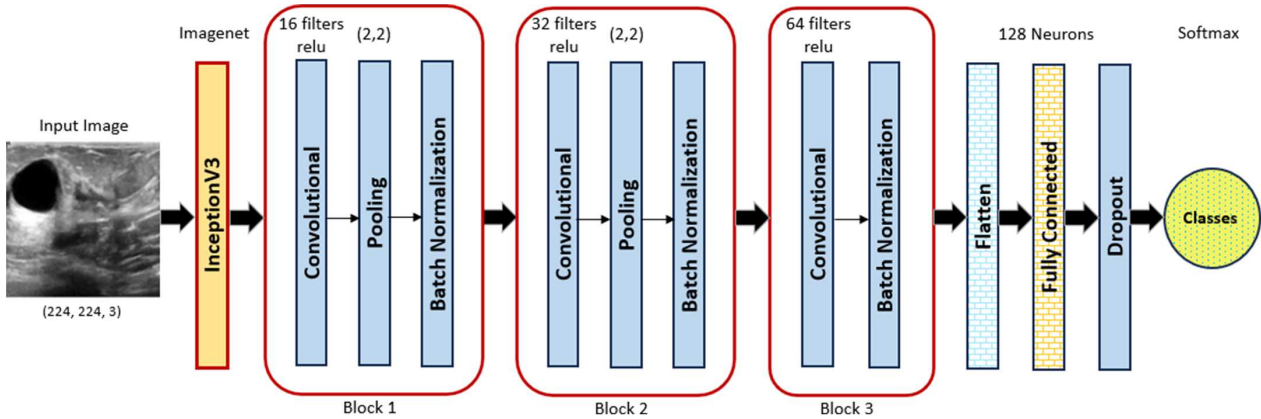 Input Image
(224, 224, 3)
Imagenet
InceptionV3
16 filters
relu
(2,2)
Convolutional
Pooling
Batch Normalization
Block 1
32 filters
relu
(2,2)
Convolutional
Pooling
Batch Normalization
Block 2
64 filters
relu
Convolutional
Batch Normalization
Block 3
128 Neurons
Flatten
Fully Connected
Dropout
Softmax
Classes